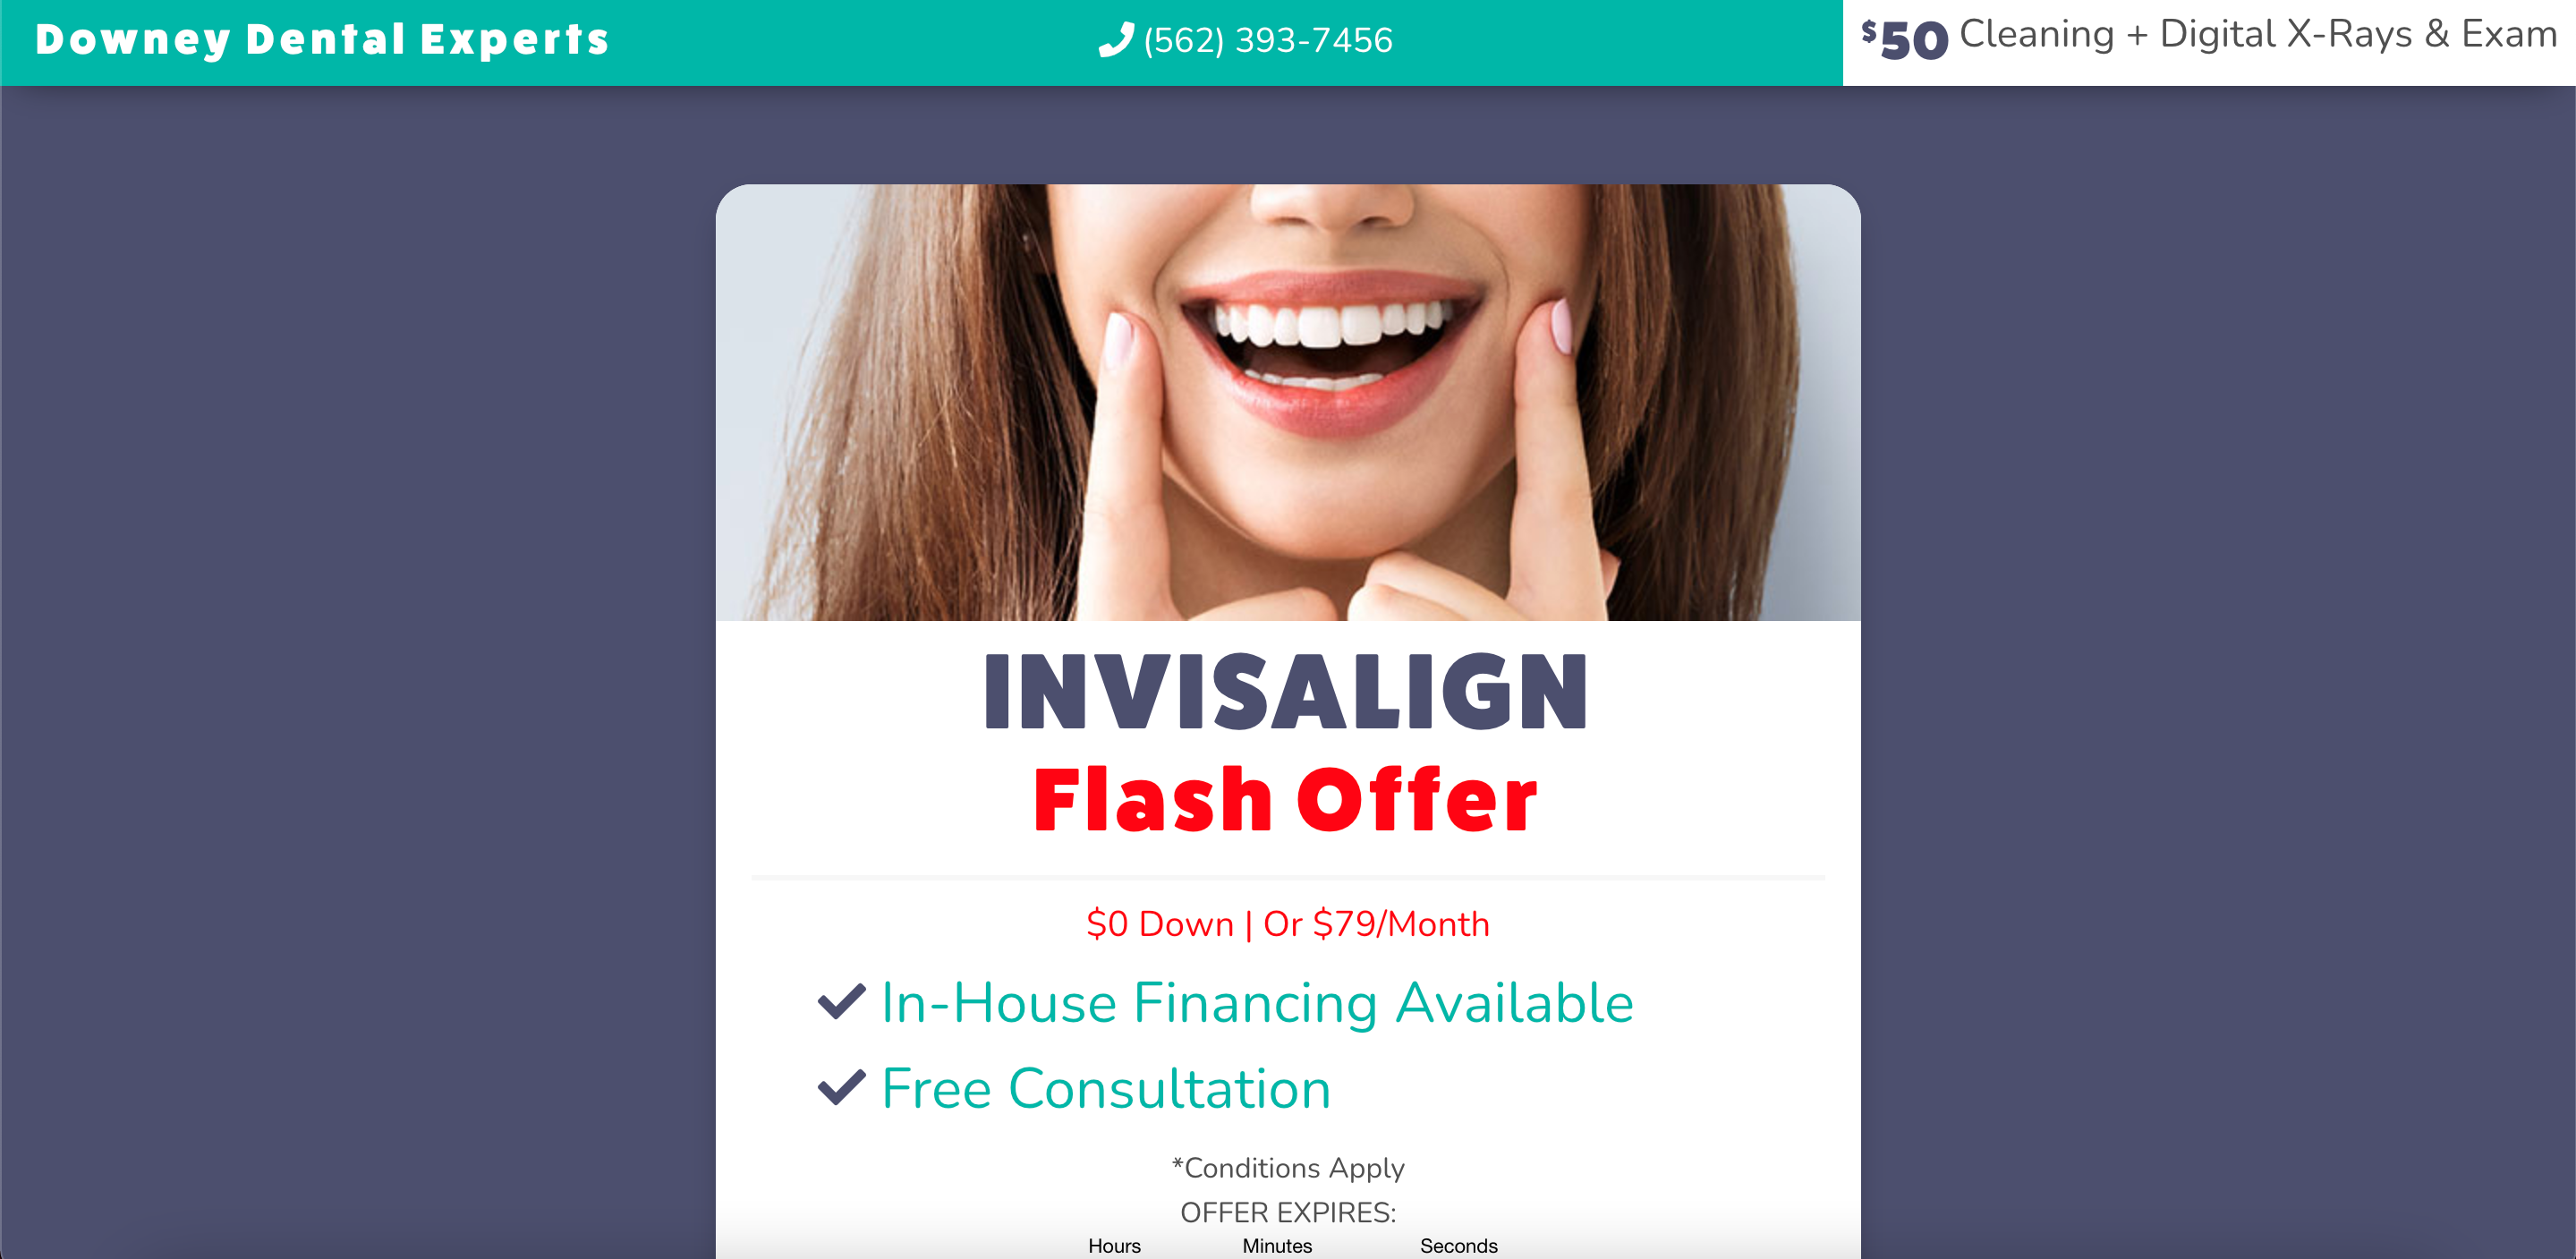 Downey Dental Experts
(562) 393-7456
$50 Cleaning + Digital X-Rays & Exam
INVISALIGN
Flash Offer
$0 Down | Or $79/Month
In-House Financing Available
Free Consultation
*Conditions Apply
OFFER EXPIRES:
Hours Minutes Seconds